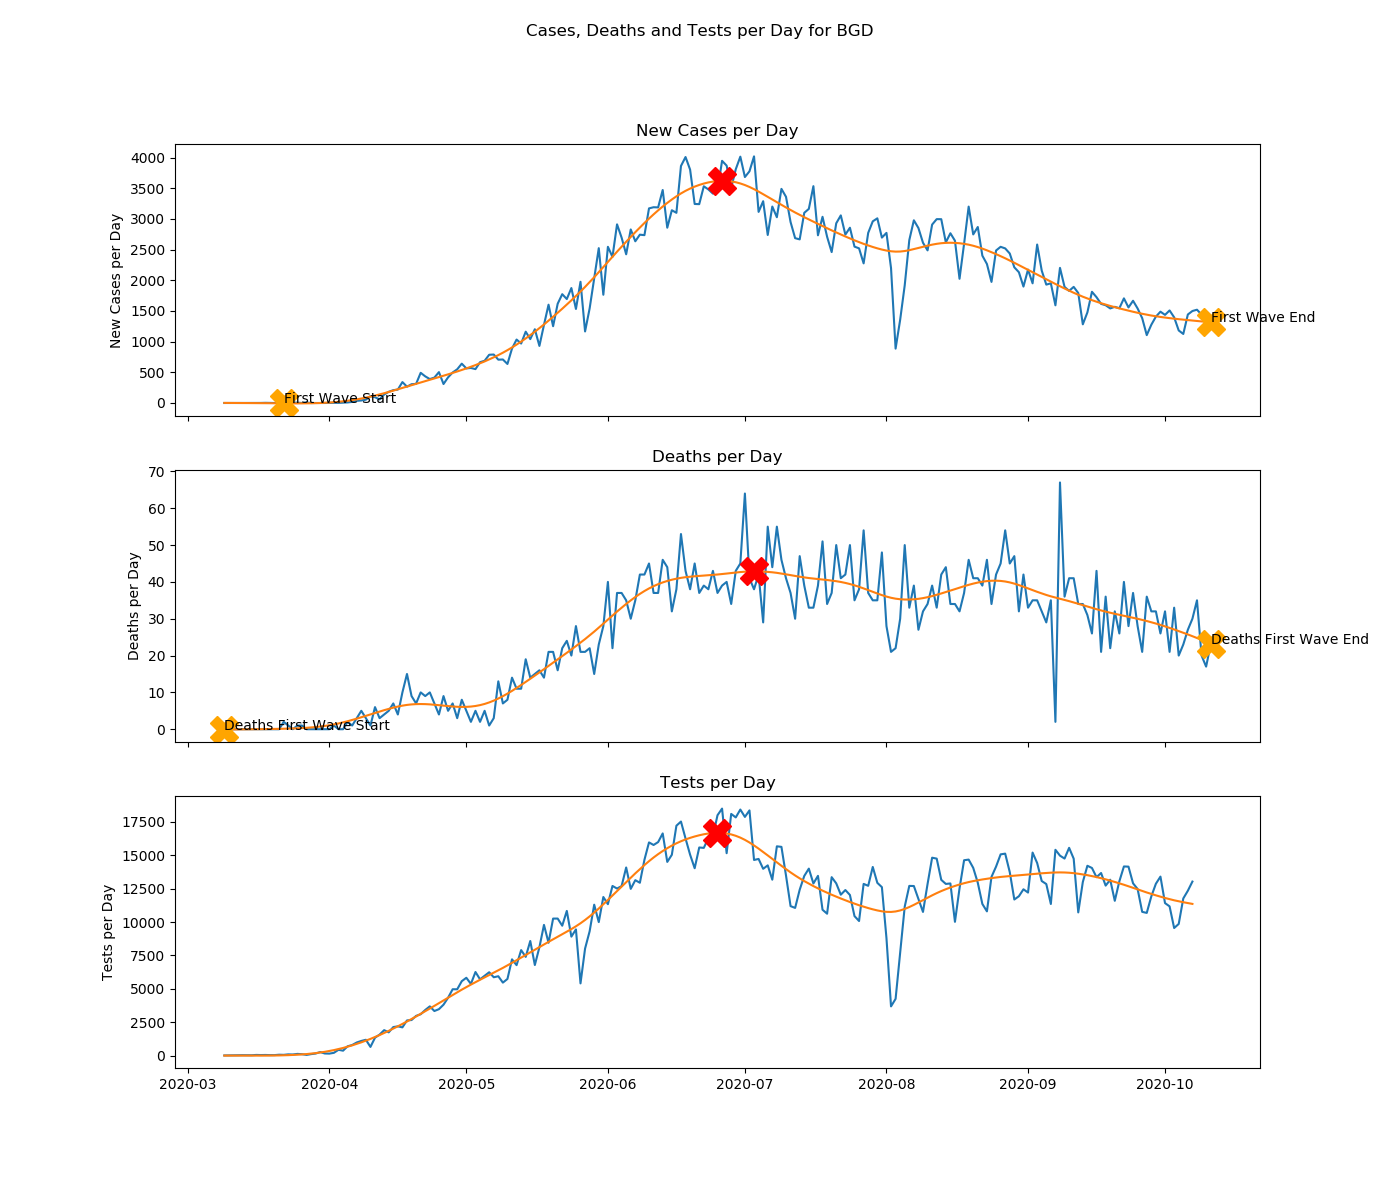 Cases, Deaths and Tests per Day for BGD
New Cases per Day
New Cases per Day
4000
3500
3000
2500
2000
1500
1000
500
0
First Wave Start
First Wave End
Deaths per Day
Deaths per Day
70
60
50
40
30
20
10
0
Deaths First Wave Start
Deaths First Wave End
Tests per Day
Tests per Day
17500
15000
12500
10000
7500
5000
2500
0
2020-03 2020-04 2020-05 2020-06 2020-07 2020-08 2020-09 2020-10